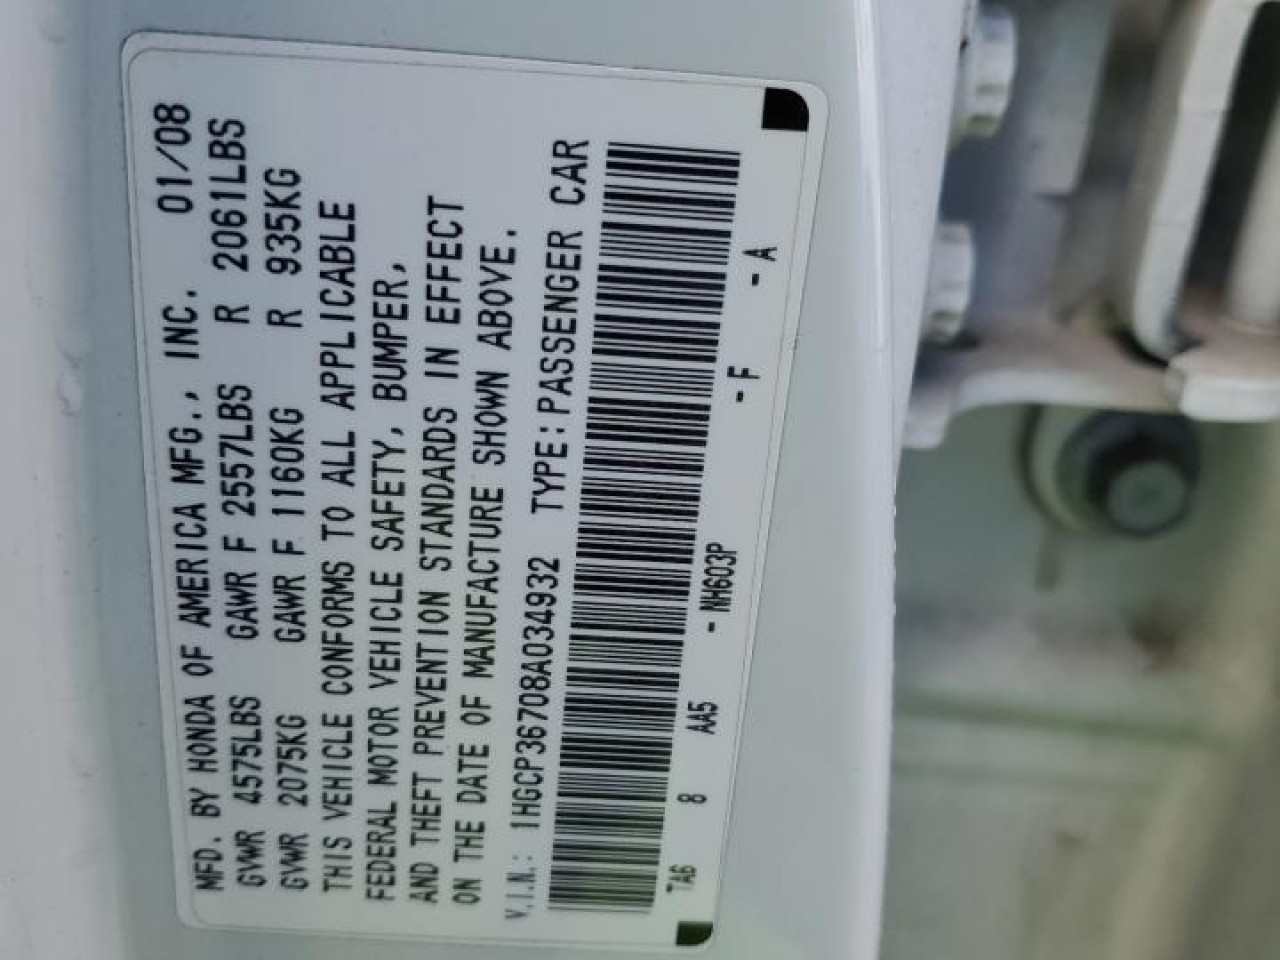 MFD. BY HONDA OF AMERICA MFG., INC. 01/08
GVWR 4575LBS GAWR F 2557LBS R 2061LBS
GVWR 2075KG GAWR F 1160KG R 935KG
THIS VEHICLE CONFORMS TO ALL APPLICABLE
FEDERAL MOTOR VEHICLE SAFETY, BUMPER,
AND THEFT PREVENTION STANDARDS IN EFFECT
ON THE DATE OF MANUFACTURE SHOWN ABOVE.
V.I.N.: 1HGCP36708A034932 TYPE: PASSENGER CAR
TA6 8 AA5 - NH603P - F - A